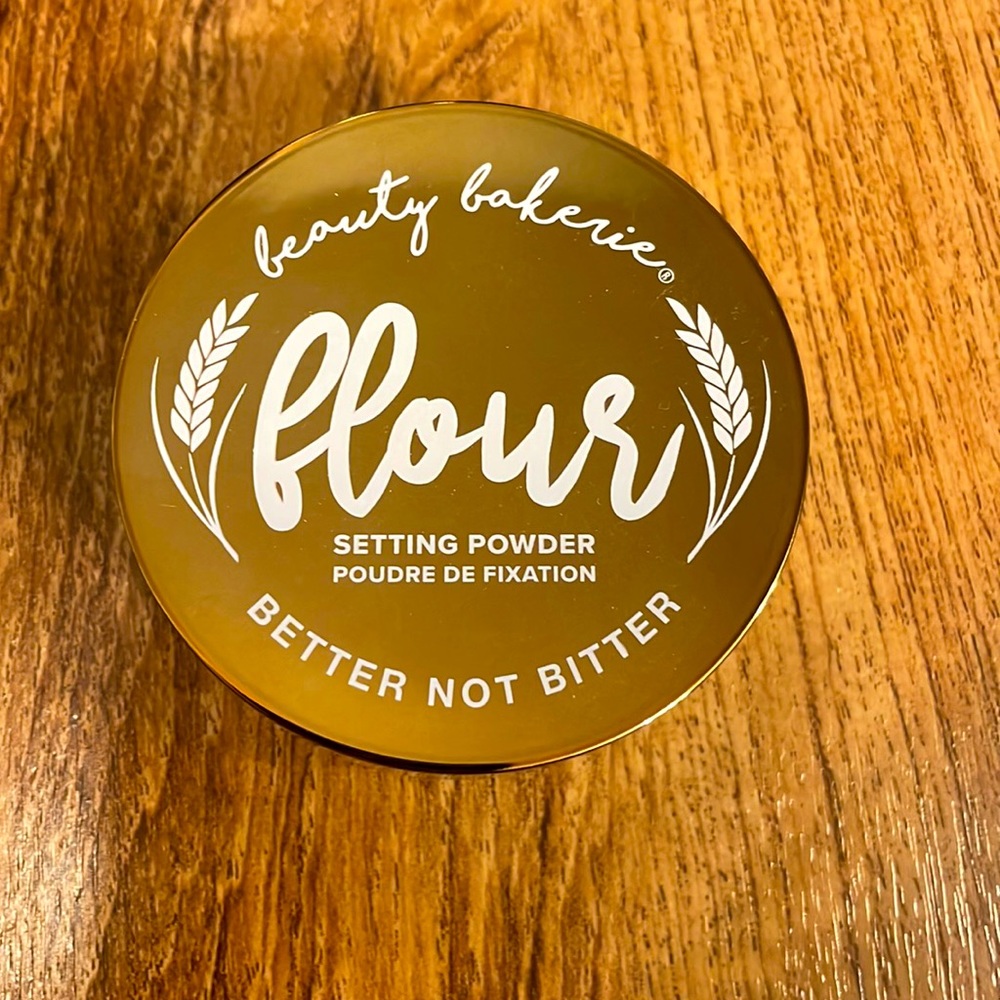 beauty bakerie®
flour
SETTING POWDER
POUDRE DE FIXATION
BETTER NOT BITTER